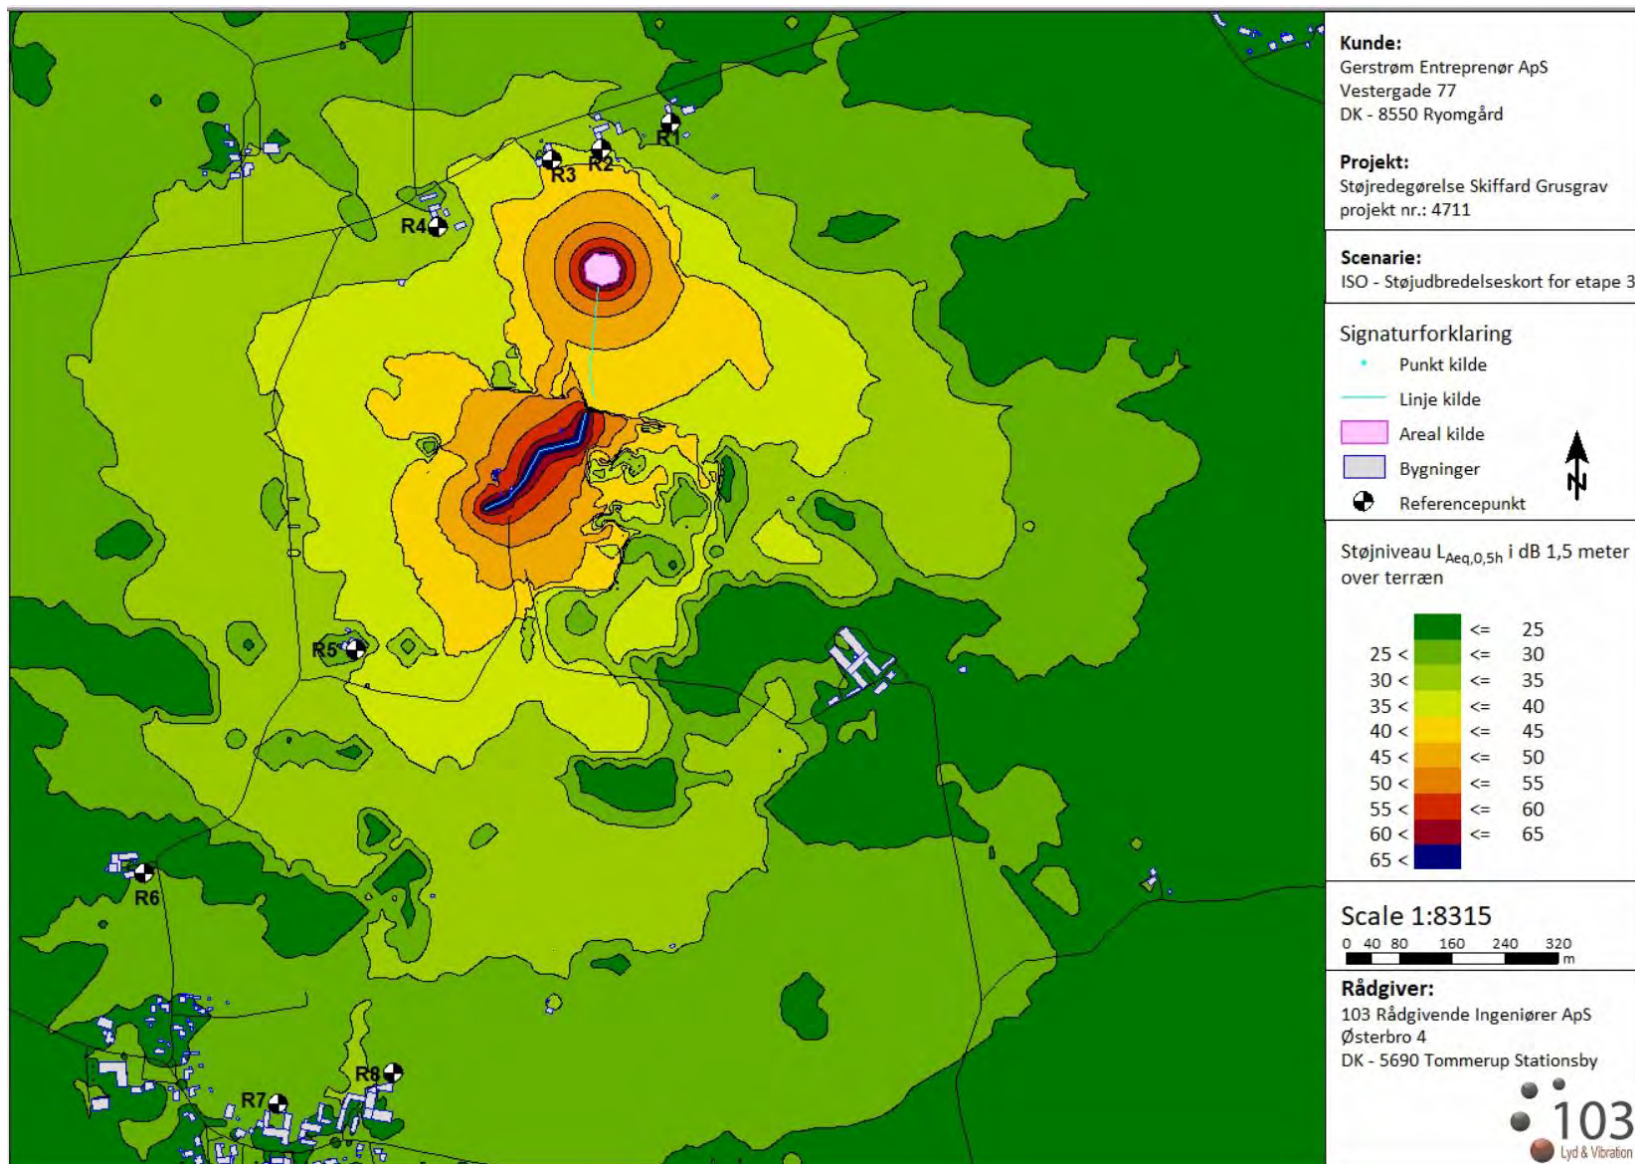 R1
R2
R3
R4
R5
R6
R7
R8
Kunde:
Gerstrøm Entreprenør ApS
Vestergade 77
DK - 8550 Ryomgård
Projekt:
Støjredegørelse Skiffard Grusgrav
projekt nr.: 4711
Scenarie:
ISO - Støjudbredelseskort for etape 3
Signaturforklaring
Punkt kilde
Linje kilde
Areal kilde
Bygninger
Referencepunkt
N
Støjniveau LAeq,0,5h i dB 1,5 meter
over terræn
<= 25
25 < <= 30
30 < <= 35
35 < <= 40
40 < <= 45
45 < <= 50
50 < <= 55
55 < <= 60
60 < <= 65
65 <
Scale 1:8315
0 40 80 160 240 320
m
Rådgiver:
103 Rådgivende Ingeniører ApS
Østerbro 4
DK - 5690 Tommerup Stationsby
103
Lyd & Vibration